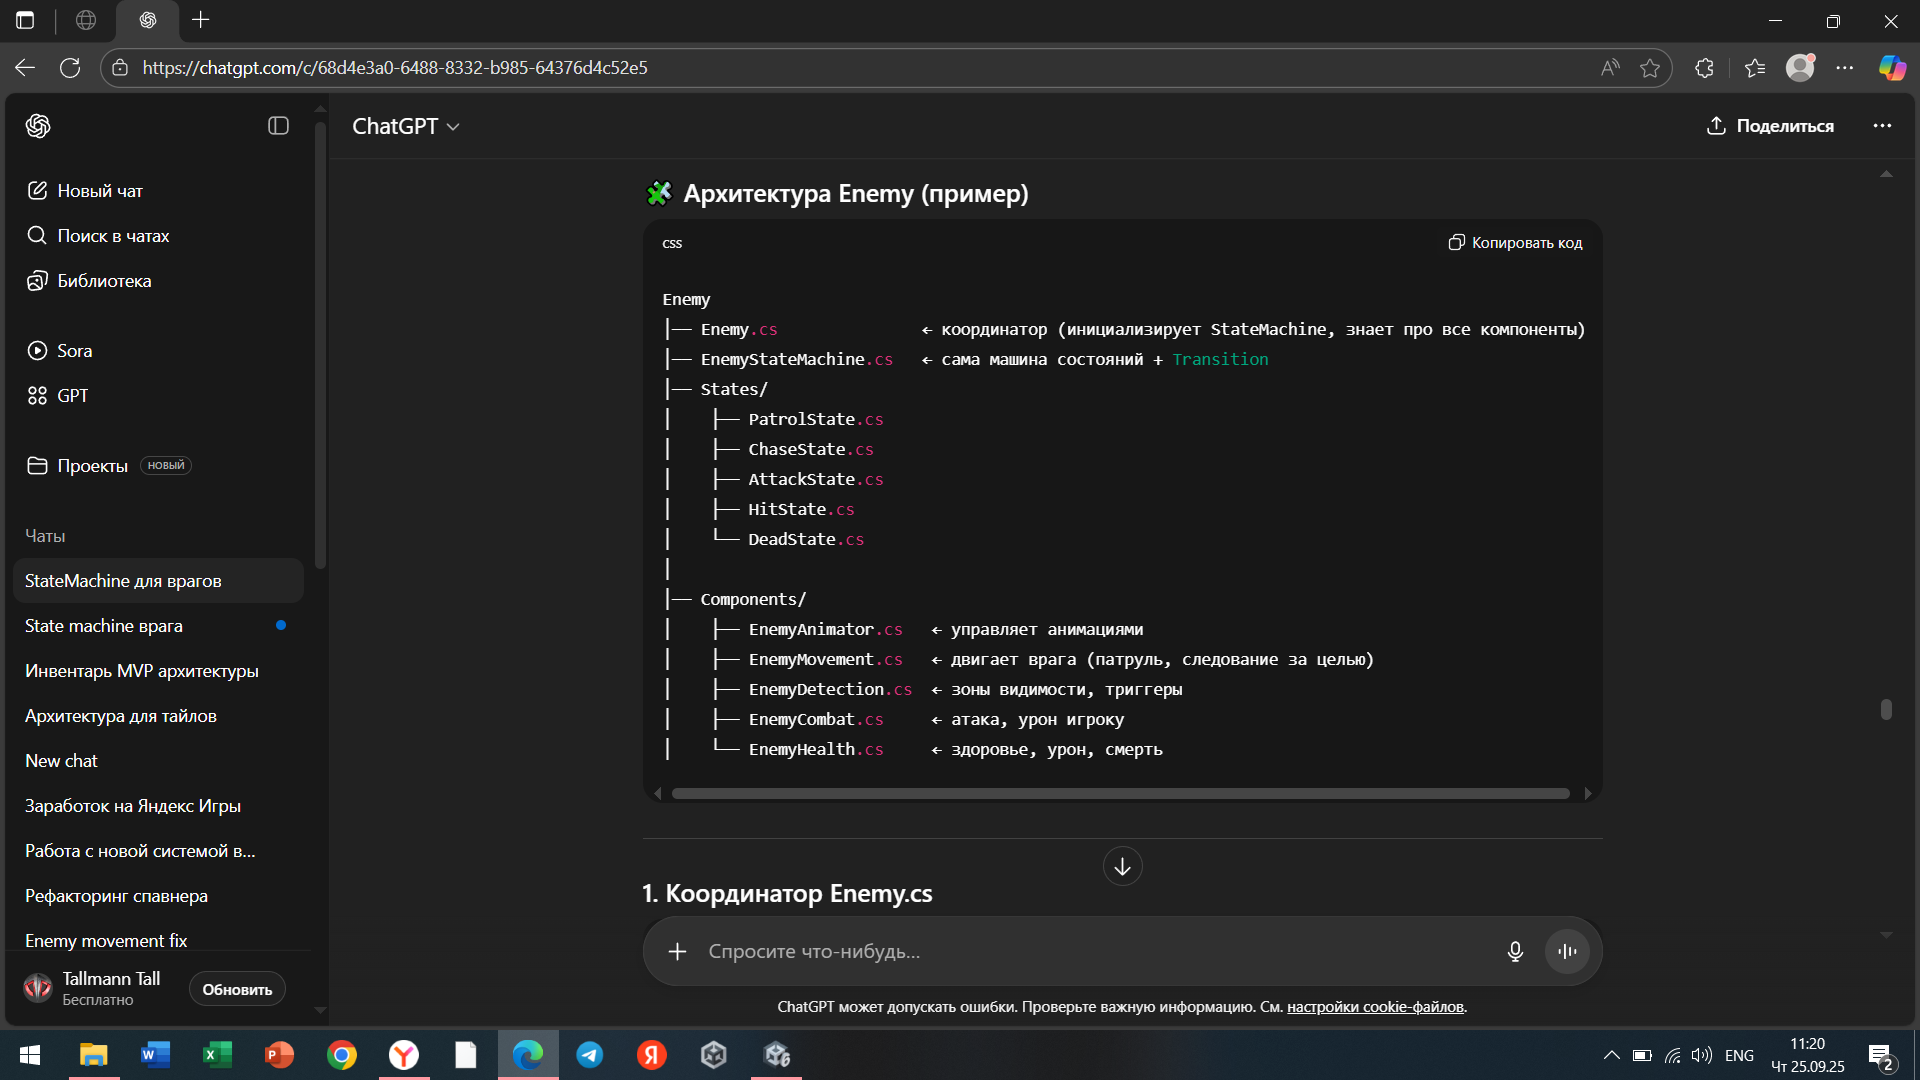 https://chatgpt.com/c/68d4e3a0-6488-8332-b985-64376d4c52e5
ChatGPT
Поделиться
Новый чат
Поиск в чатах
Библиотека
Sora
GPT
Проекты
НОВЫЙ
Чаты
StateMachine для врагов
State machine врага
Инвентарь MVP архитектуры
Архитектура для тайлов
New chat
Заработок на Яндекс Игры
Работа с новой системой в...
Рефакторинг спавнера
Enemy movement fix
Tallmann Tall
Бесплатно
Обновить
Архитектура Enemy (пример)
css
Копировать код
Enemy
│── Enemy.cs               ← координатор (инициализирует StateMachine, знает про все компоненты)
│── EnemyStateMachine.cs   ← сама машина состояний + Transition
│── States/
│    ├── PatrolState.cs
│    ├── ChaseState.cs
│    ├── AttackState.cs
│    ├── HitState.cs
│    └── DeadState.cs
│
│── Components/
│    ├── EnemyAnimator.cs   ← управляет анимациями
│    ├── EnemyMovement.cs   ← двигает врага (патруль, следование за целью)
│    ├── EnemyDetection.cs  ← зоны видимости, триггеры
│    ├── EnemyCombat.cs     ← атака, урон игроку
│    └── EnemyHealth.cs     ← здоровье, урон, смерть
1. Координатор Enemy.cs
Спросите что-нибудь...
ChatGPT может допускать ошибки. Проверьте важную информацию. См. настройки cookie-файлов.
ENG
11:20
Чт 25.09.25
2